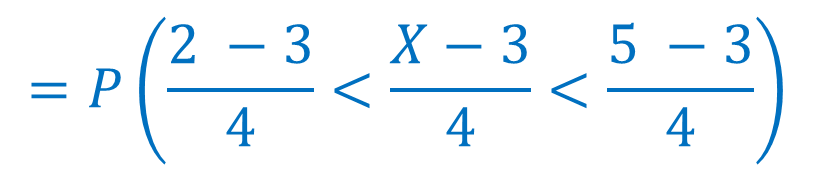 = P(2 − 3/4 < X − 3/4 < 5 − 3/4)